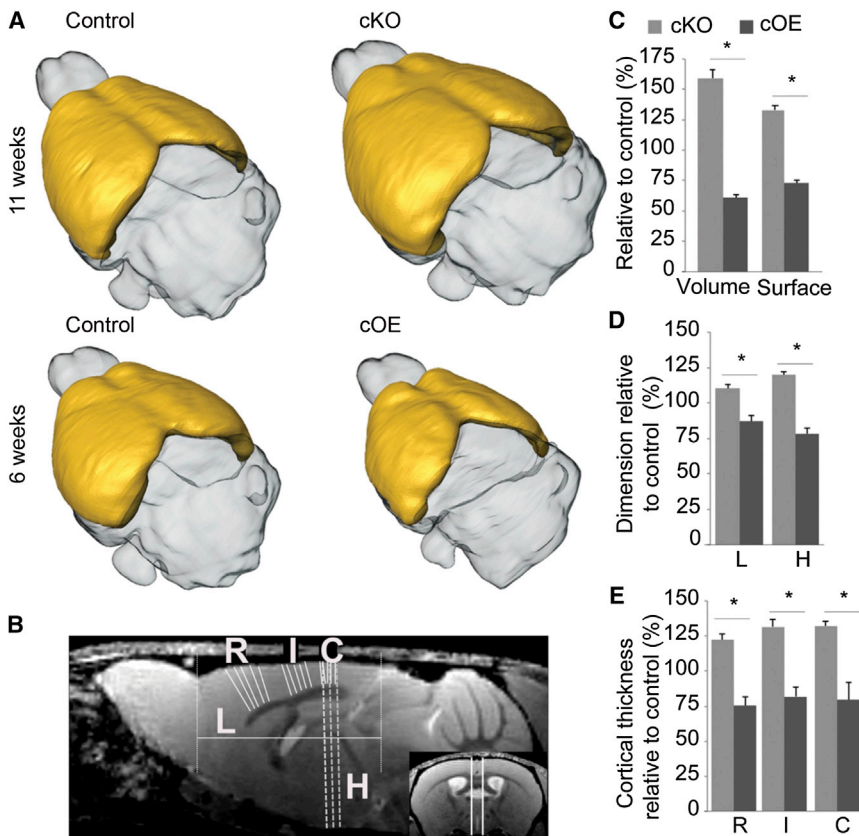 A
Control
cKO
11 weeks
Control
cOE
6 weeks
B
R I C
L
H
C
cKO cOE
Relative to control (%)
175
150
125
100
75
50
25
0
*
*
Volume Surface
D
Dimension relative
to control (%)
150
125
100
75
50
25
0
*
*
L H
E
Cortical thickness
relative to control (%)
150
125
100
75
50
25
0
*
*
*
R I C